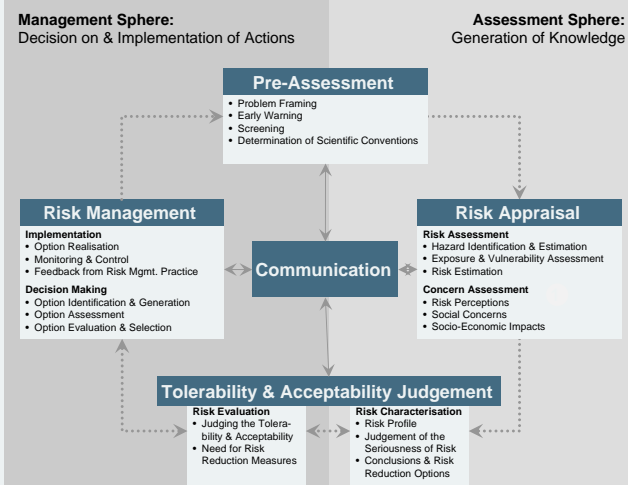 Management Sphere:
Decision on & Implementation of Actions
Assessment Sphere:
Generation of Knowledge
Pre-Assessment
• Problem Framing
• Early Warning
• Screening
• Determination of Scientific Conventions
Risk Management
Implementation
• Option Realisation
• Monitoring & Control
• Feedback from Risk Mgmt. Practice
Decision Making
• Option Identification & Generation
• Option Assessment
• Option Evaluation & Selection
Communication
Risk Appraisal
Risk Assessment
• Hazard Identification & Estimation
• Exposure & Vulnerability Assessment
• Risk Estimation
Concern Assessment
• Risk Perceptions
• Social Concerns
• Socio-Economic Impacts
Tolerability & Acceptability Judgement
Risk Evaluation
• Judging the Tolera-
bility & Acceptability
• Need for Risk
Reduction Measures
Risk Characterisation
• Risk Profile
• Judgement of the
Seriousness of Risk
• Conclusions & Risk
Reduction Options